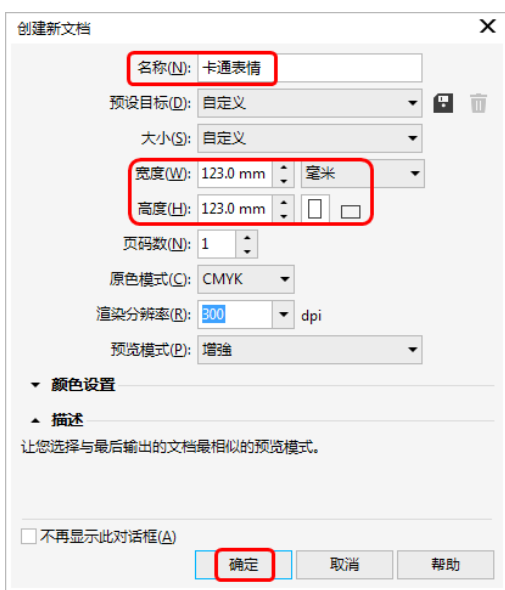 创建新文档
名称(N): 卡通表情
预设目标(D): 自定义
大小(S): 自定义
宽度(W): 123.0 mm 毫米
高度(H): 123.0 mm
页码数(N): 1
原色模式(C): CMYK
渲染分辨率(R): 300 dpi
预览模式(P): 增强
颜色设置
描述
让您选择与最后输出的文档最相似的预览模式。
不再显示此对话框(A)
确定 取消 帮助